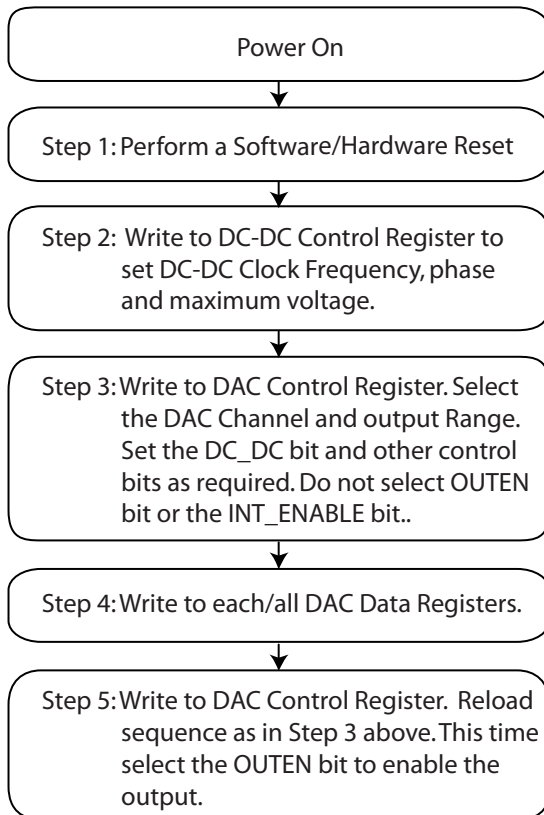 Power On
Step 1: Perform a Software/Hardware Reset
Step 2: Write to DC-DC Control Register to
set DC-DC Clock Frequency, phase
and maximum voltage.
Step 3: Write to DAC Control Register. Select
the DAC Channel and output Range.
Set the DC_DC bit and other control
bits as required. Do not select OUTEN
bit or the INT_ENABLE bit..
Step 4: Write to each/all DAC Data Registers.
Step 5: Write to DAC Control Register. Reload
sequence as in Step 3 above. This time
select the OUTEN bit to enable the
output.